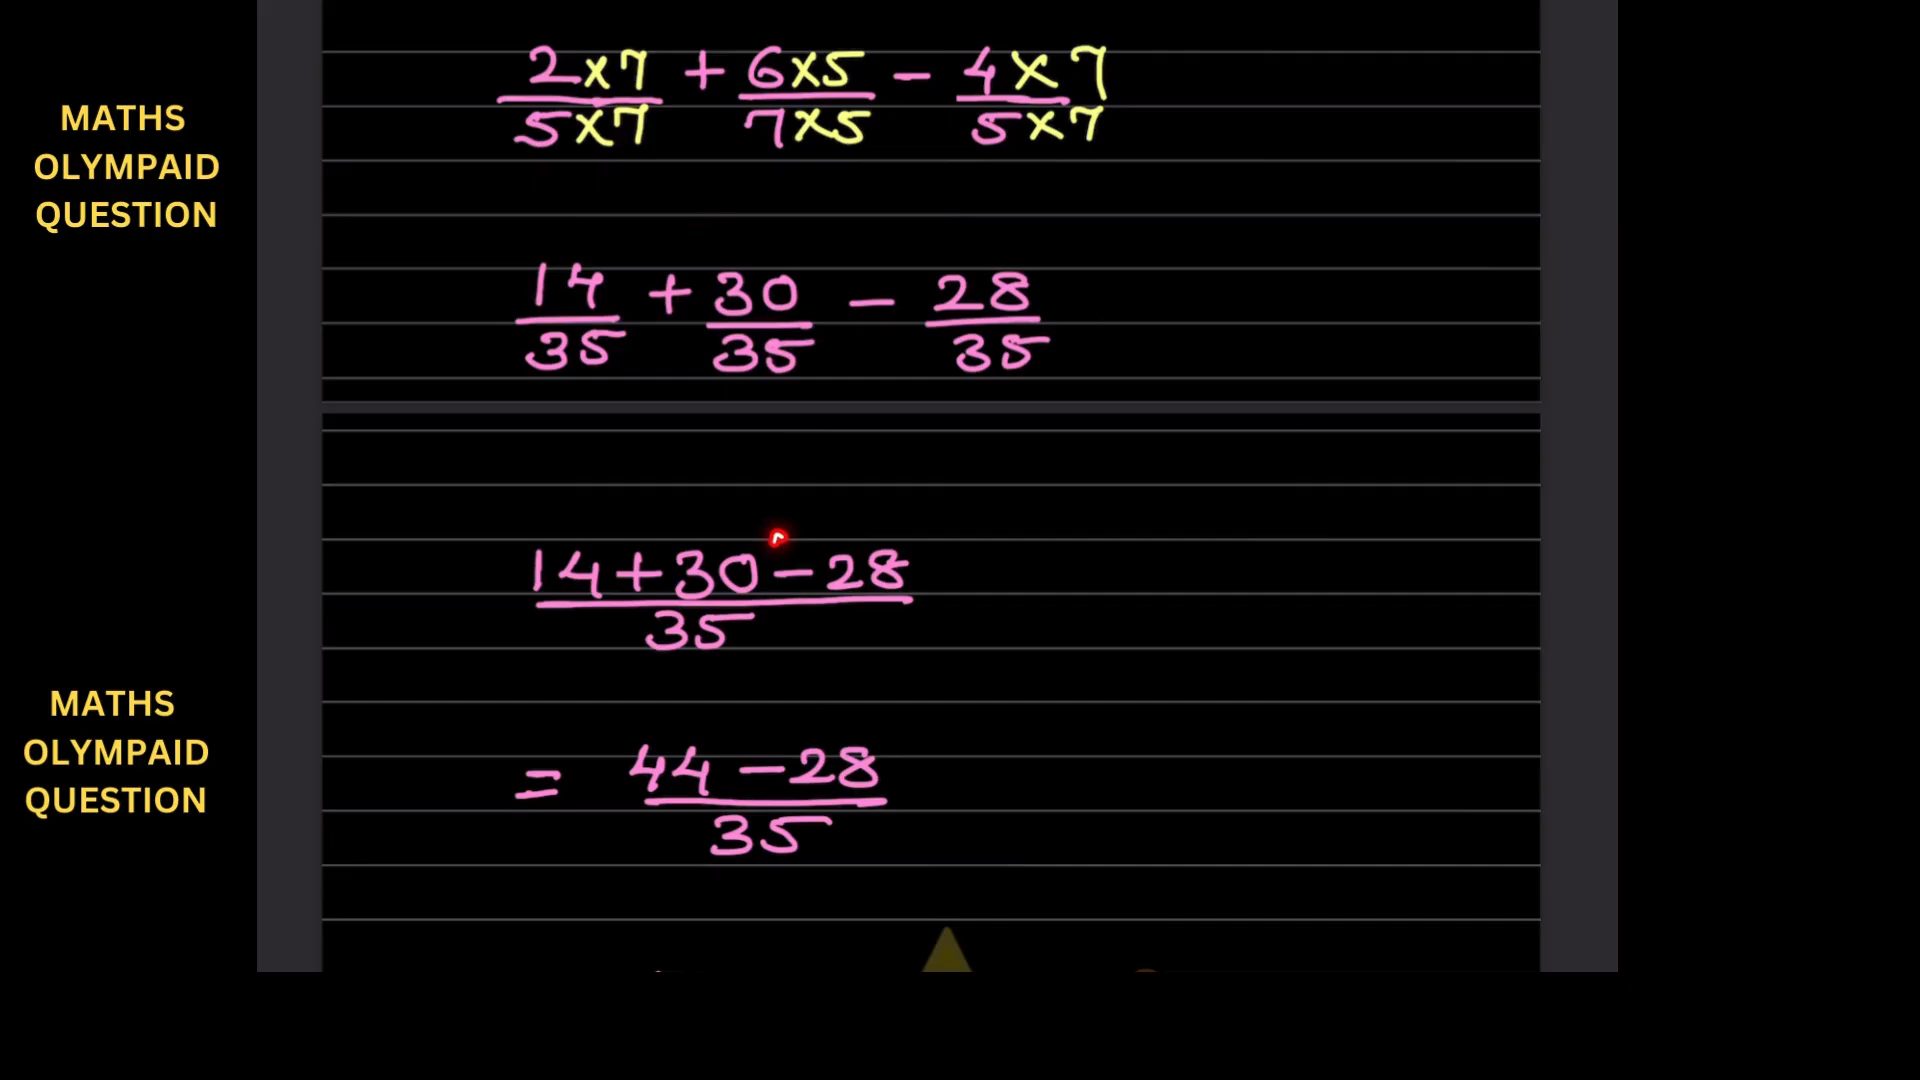 MATHS
OLYMPAID
QUESTION
2x7/5x7 + 6x5/7x5 - 4x7/5x7
14/35 + 30/35 - 28/35
14+30-28/35
= 44-28/35
MATHS
OLYMPAID
QUESTION